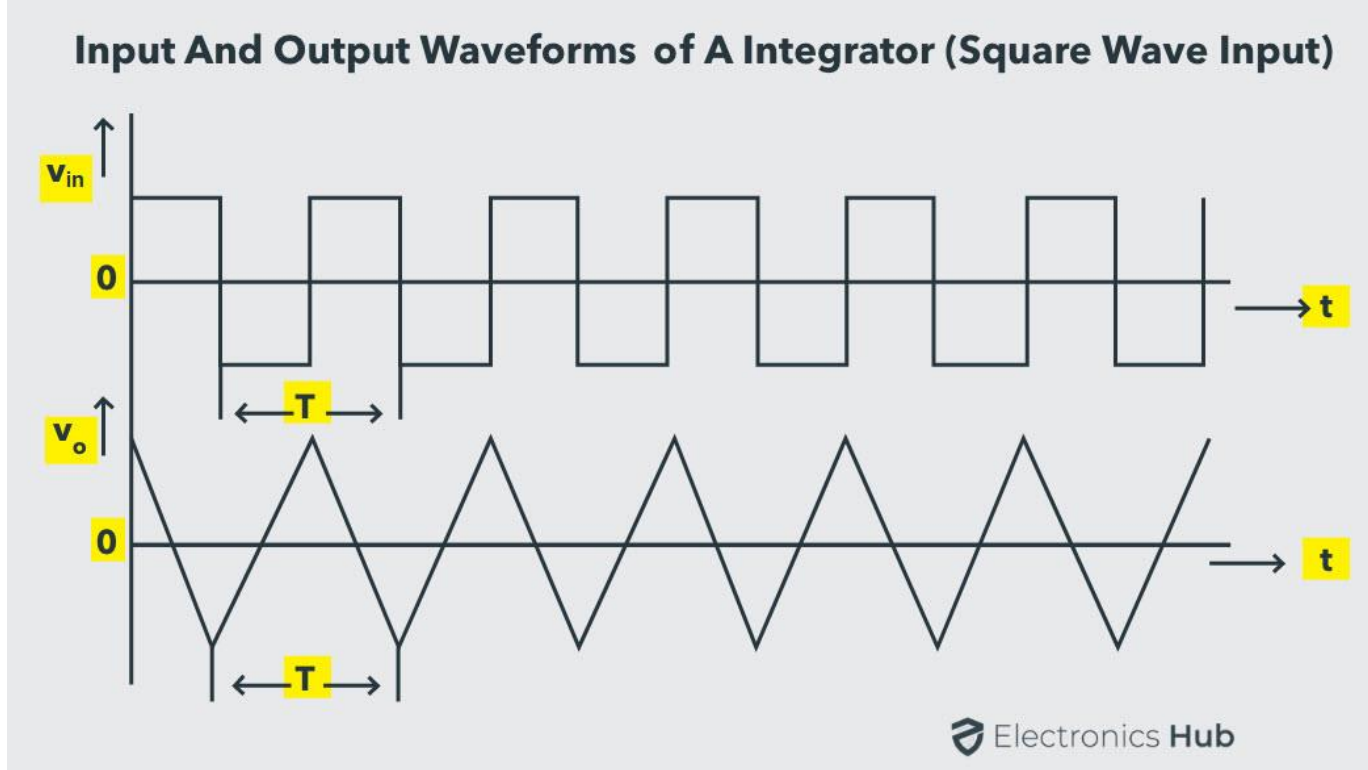 Input And Output Waveforms of A Integrator (Square Wave Input)
vin
0
t
T
vo
0
t
T
Electronics Hub